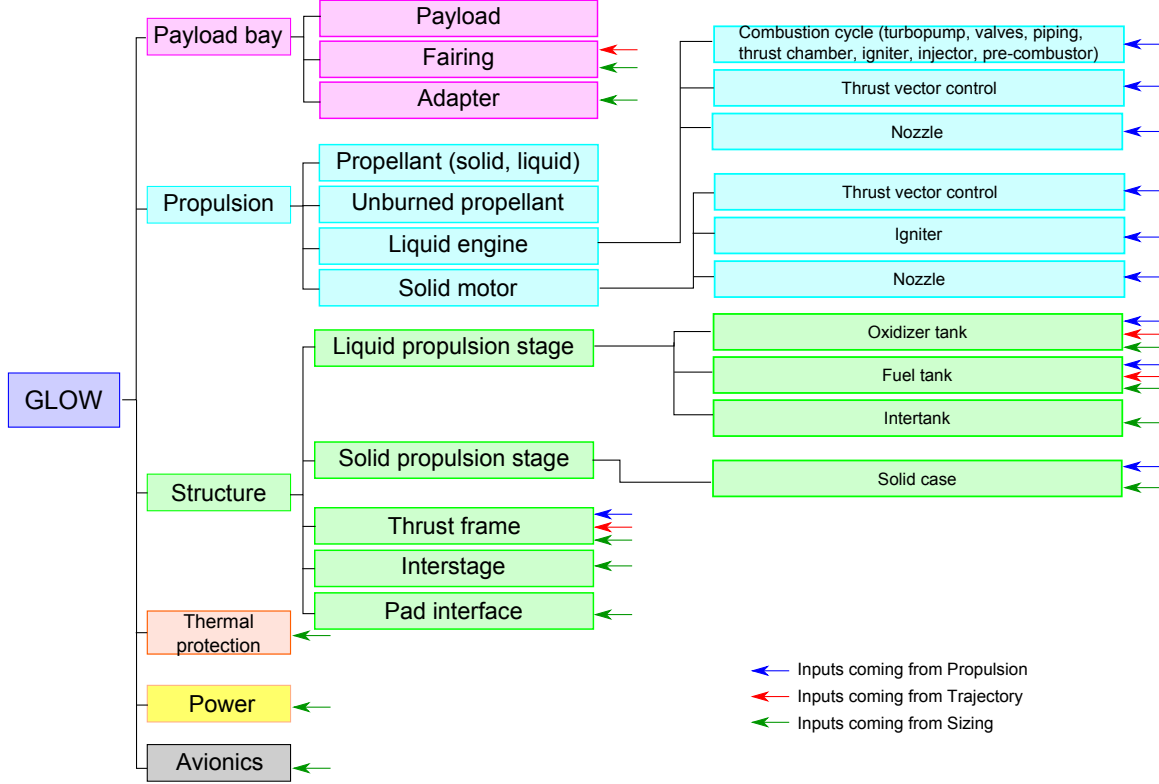 GLOW
Payload bay
Payload
Fairing
Adapter
Propulsion
Propellant (solid, liquid)
Unburned propellant
Liquid engine
Combustion cycle (turbopump, valves, piping,
thrust chamber, igniter, injector, pre-combustor)
Thrust vector control
Nozzle
Solid motor
Thrust vector control
Igniter
Nozzle
Structure
Liquid propulsion stage
Oxidizer tank
Fuel tank
Intertank
Solid propulsion stage
Solid case
Thrust frame
Interstage
Pad interface
Thermal
protection
Power
Avionics
Inputs coming from Propulsion
Inputs coming from Trajectory
Inputs coming from Sizing